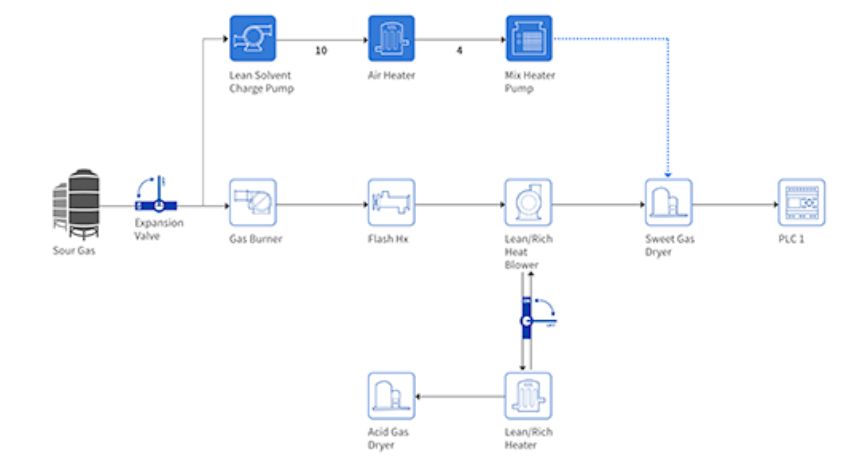 10
4
Lean Solvent
Charge Pump
Air Heater
Mix Heater
Pump
Sour Gas
Expansion
Valve
Gas Burner
Flash Hx
Lean/Rich
Heat
Blower
Sweet Gas
Dryer
PLC 1
Acid Gas
Dryer
Lean/Rich
Heater